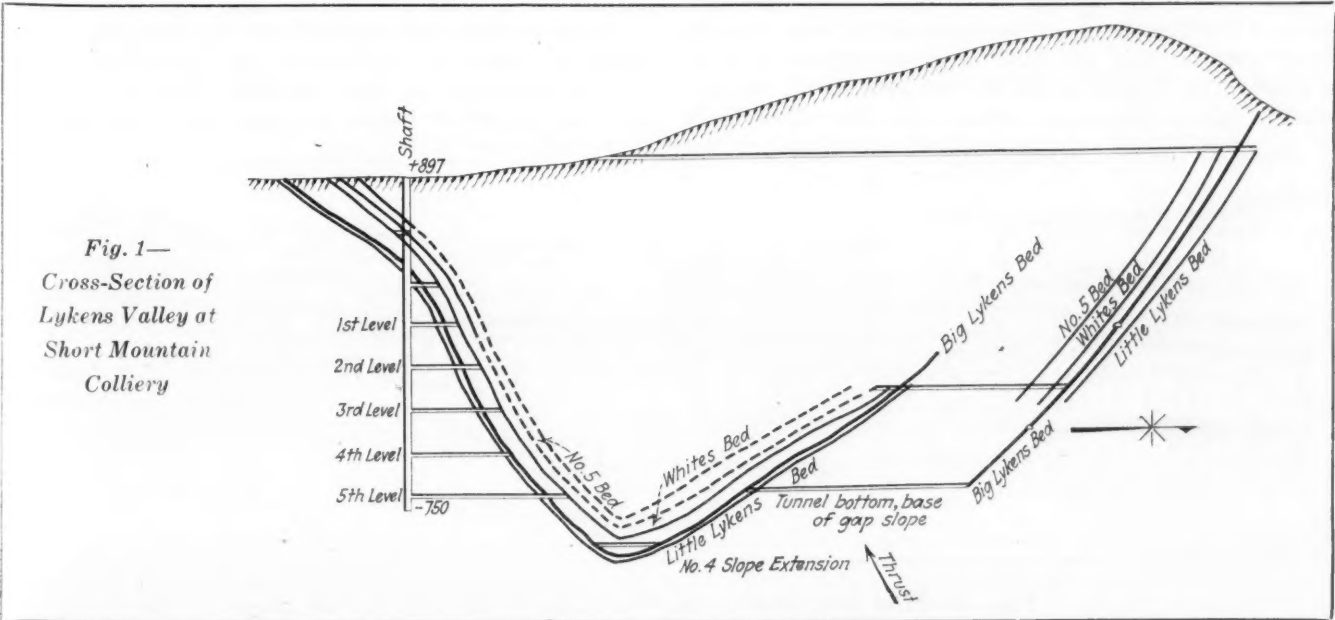 Fig. 1—
Cross-Section of
Lykens Valley at
Short Mountain
Colliery
Shaft
+897
1st Level
2nd Level
3rd Level
4th Level
5th Level
-750
No. 5 Bed
Whites Bed
Big Lykens Bed
Little Lykens Bed
Tunnel bottom, base
of gap slope
No. 4 Slope Extension
Thrust
No. 5 Bed
Whites Bed
Little Lykens Bed
Big Lykens Bed